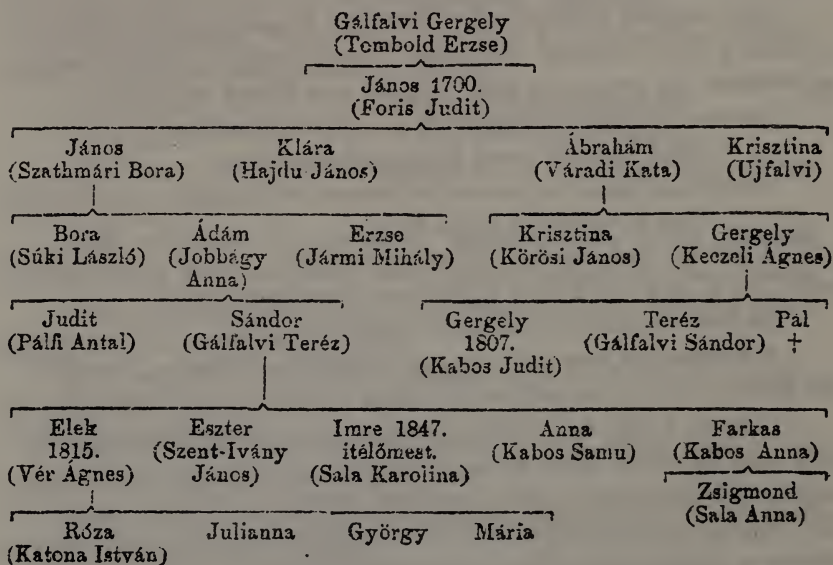 Gálfalvi Gergely
(Tombold Erzse)
János 1700.
(Foris Judit)
János Klára Ábrahám Krisztina
(Szathmári Bora) (Hajdu János) (Váradi Kata) (Ujfalvi)
Bora Ádám Erzse Krisztina Gergely
(Súki László) (Jobbágy (Jármi Mihály) (Körösi János) (Keczeli Ágnes)
Anna)
Judit Sándor Gergely Teréz Pál
(Pálfi Antal) (Gálfalvi Teréz) 1807. (Gálfalvi Sándor) †
(Kabos Judit)
Elek Eszter Imre 1847. Anna Farkas
1815. (Szent-Ivány itélőmest. (Kabos Samu) (Kabos Anna)
(Vér Ágnes) János) (Sala Karolina)
Zsigmond
(Sala Anna)
Róza Julianna György Mária
(Katona István)